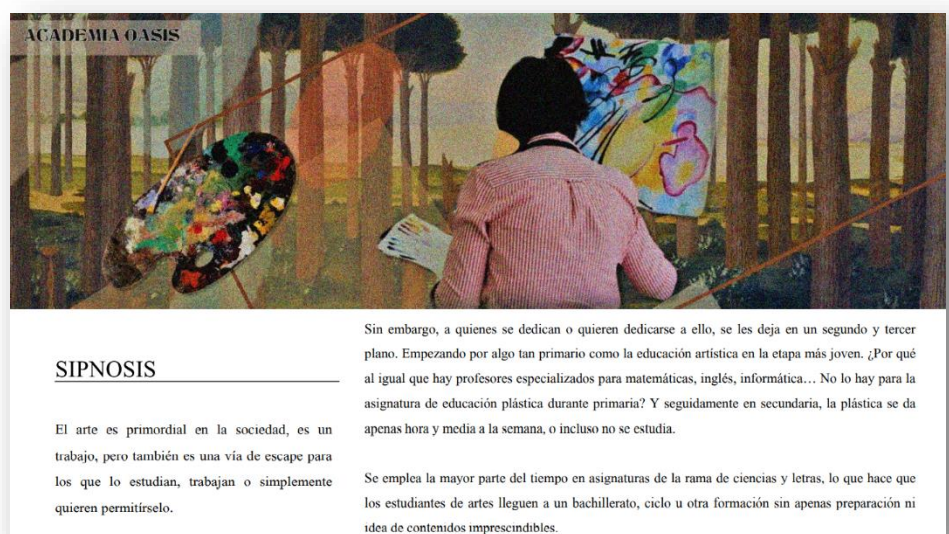 ACADEMIA OASIS
SIPNOSIS
El arte es primordial en la sociedad, es un
trabajo, pero también es una vía de escape para
los que lo estudian, trabajan o simplemente
quieren permitírselo.
Sin embargo, a quienes se dedican o quieren dedicarse a ello, se les deja en un segundo y tercer
plano. Empezando por algo tan primario como la educación artística en la etapa más joven. ¿Por qué
al igual que hay profesores especializados para matemáticas, inglés, informática… No lo hay para la
asignatura de educación plástica durante primaria? Y seguidamente en secundaria, la plástica se da
apenas hora y media a la semana, o incluso no se estudia.
Se emplea la mayor parte del tiempo en asignaturas de la rama de ciencias y letras, lo que hace que
los estudiantes de artes lleguen a un bachillerato, ciclo u otra formación sin apenas preparación ni
idea de contenidos imprescindibles.